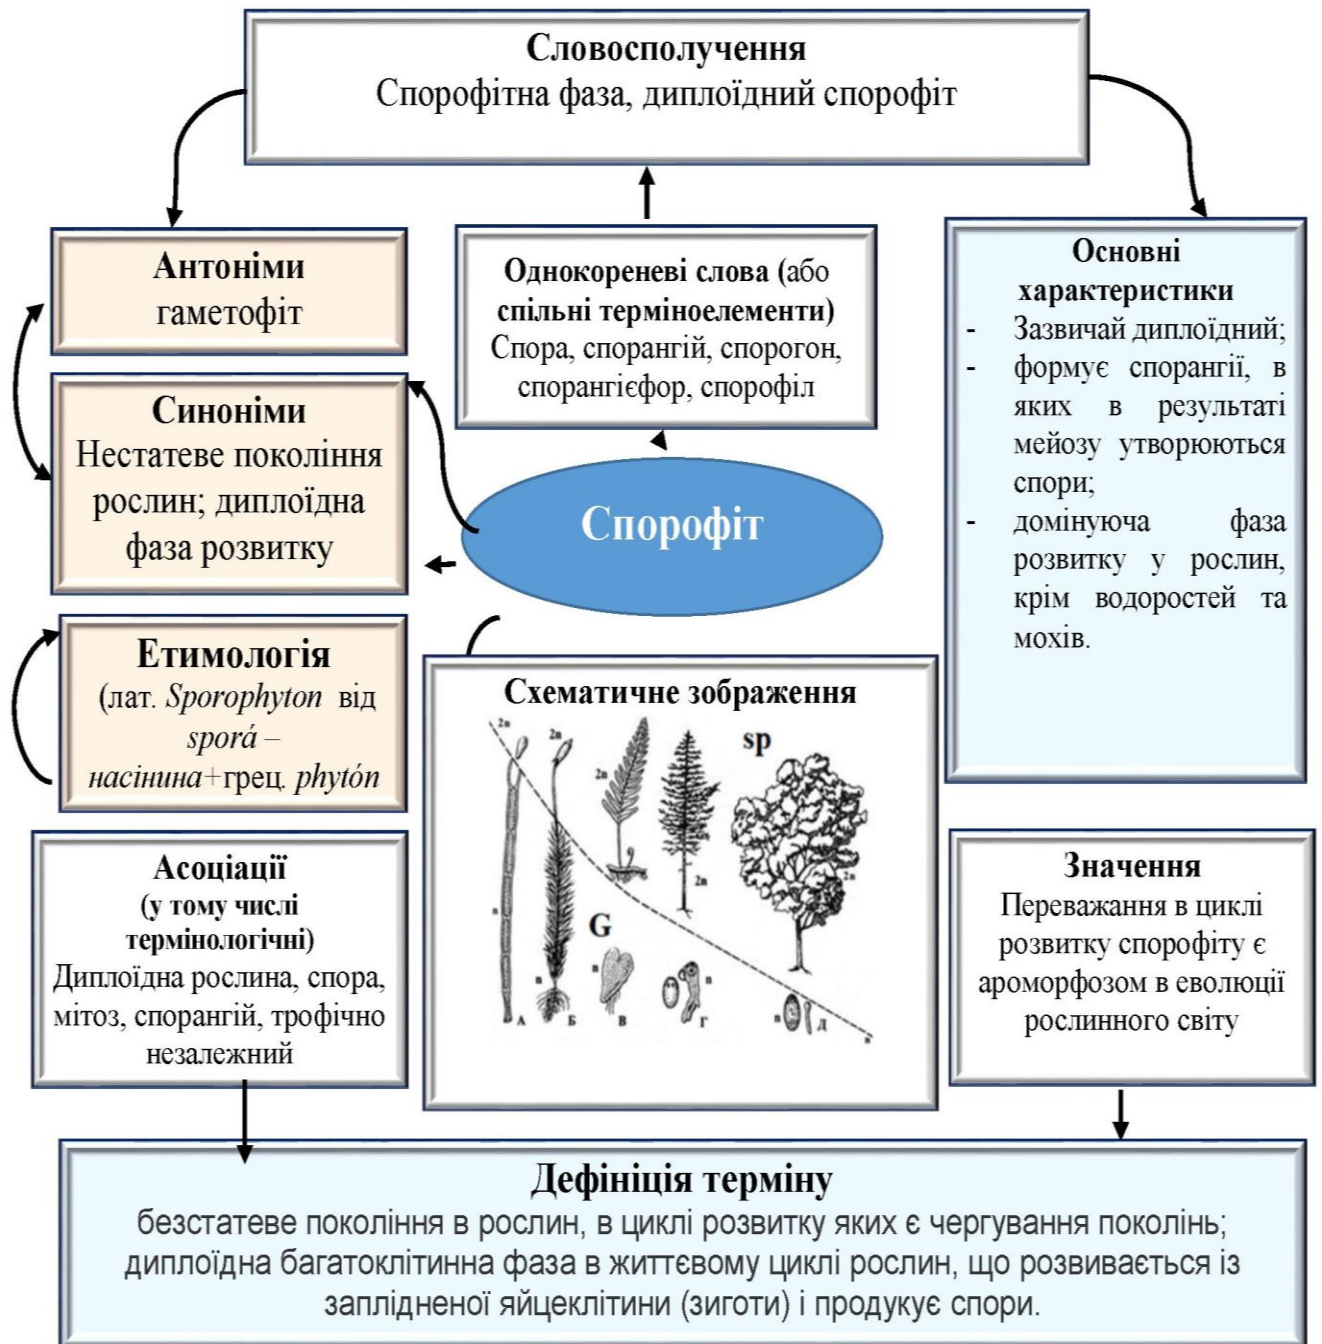 Словосполучення
Спорофітна фаза, диплоїдний спорофіт
Антоніми
гаметофіт
Однокореневі слова (або
спільні терміноелементи)
Спора, спорангій, спорогон,
спорангієфор, спорофіл
Основні
характеристики
- Зазвичай диплоїдний;
- формує спорангії, в
яких в результаті
мейозу утворюються
спори;
- домінуюча фаза
розвитку у рослин,
крім водоростей та
мохів.
Синоніми
Нестатеве покоління
рослин; диплоїдна
фаза розвитку
Спорофіт
Етимологія
(лат. Sporophyton від
sporá –
насінина+грец. phytón
Схематичне зображення
2n
2n
2n
sp
2n
2n
n
G
n
n
n
n
А
Б
В
Г
Д
n
Асоціації
(у тому числі
термінологічні)
Диплоїдна рослина, спора,
мітоз, спорангій, трофічно
незалежний
Значення
Переважання в циклі
розвитку спорофіту є
ароморфозом в еволюції
рослинного світу
Дефініція терміну
безстатеве покоління в рослин, в циклі розвитку яких є чергування поколінь;
диплоїдна багатоклітинна фаза в життєвому циклі рослин, що розвивається із
заплідненої яйцеклітини (зиготи) і продукує спори.